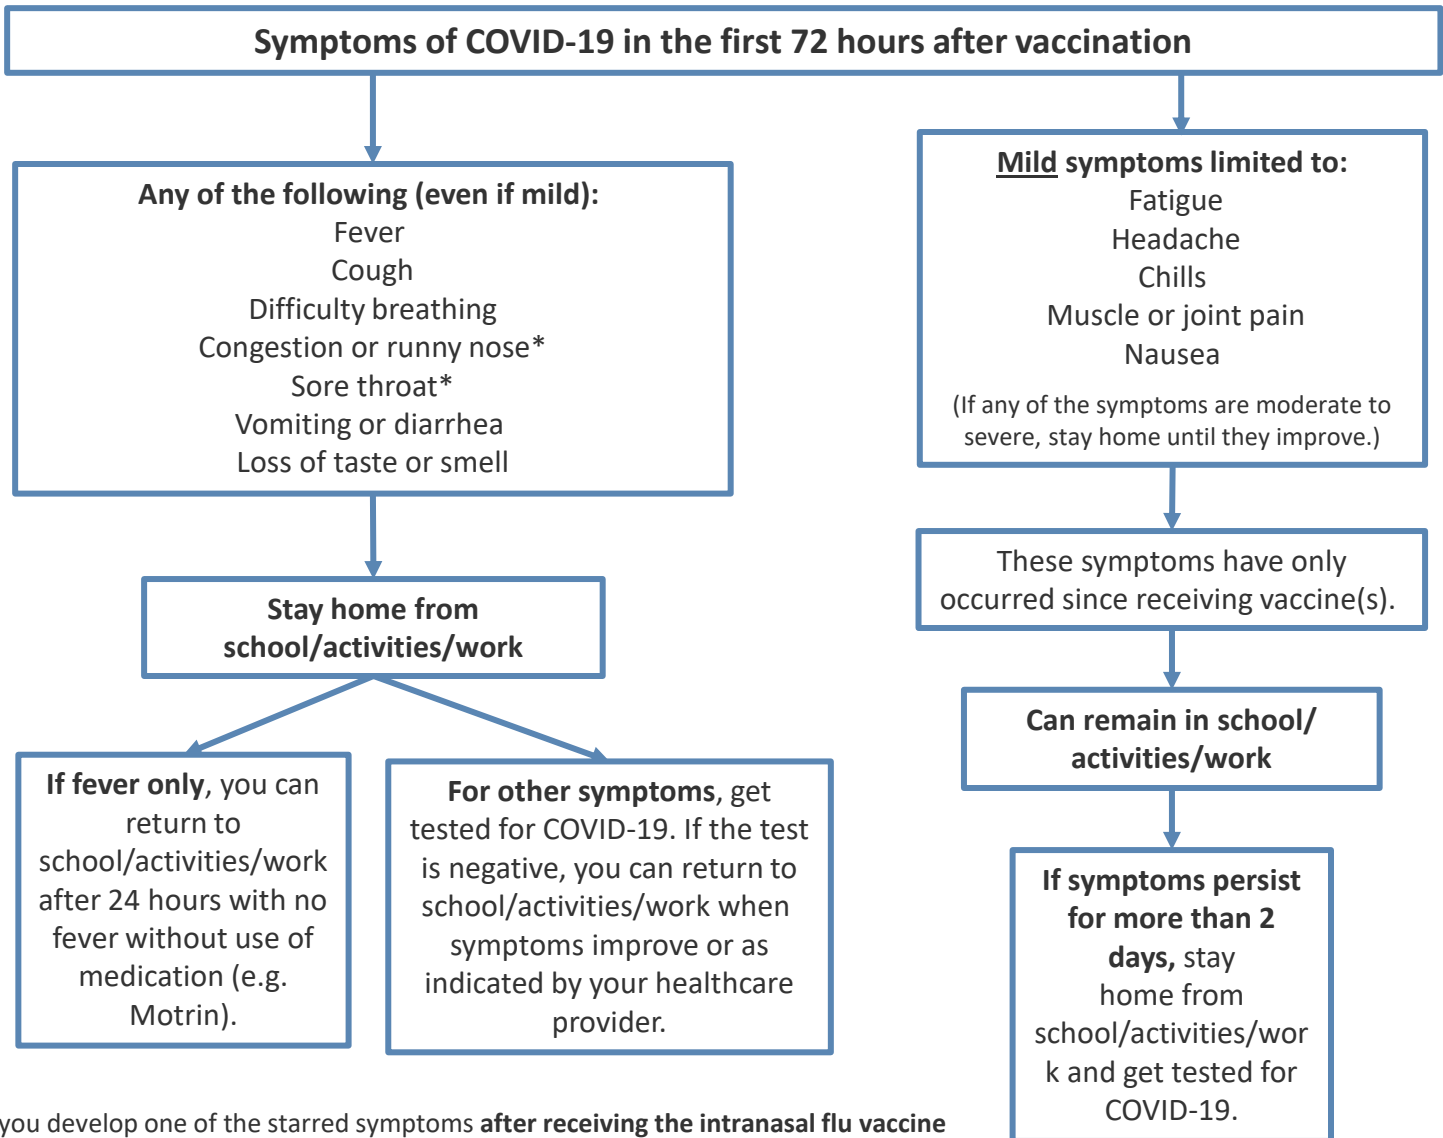 Symptoms of COVID-19 in the first 72 hours after vaccination
Any of the following (even if mild):
Fever
Cough
Difficulty breathing
Congestion or runny nose*
Sore throat*
Vomiting or diarrhea
Loss of taste or smell
Stay home from
school/activities/work
If fever only, you can
return to
school/activities/work
after 24 hours with no
fever without use of
medication (e.g.
Motrin).
For other symptoms, get
tested for COVID-19. If the test
is negative, you can return to
school/activities/work when
symptoms improve or as
indicated by your healthcare
provider.
Mild symptoms limited to:
Fatigue
Headache
Chills
Muscle or joint pain
Nausea
(If any of the symptoms are moderate to
severe, stay home until they improve.)
These symptoms have only
occurred since receiving vaccine(s).
Can remain in school/
activities/work
If symptoms persist
for more than 2
days, stay
home from
school/activities/wor
k and get tested for
COVID-19.
you develop one of the starred symptoms after receiving the intranasal flu vaccine